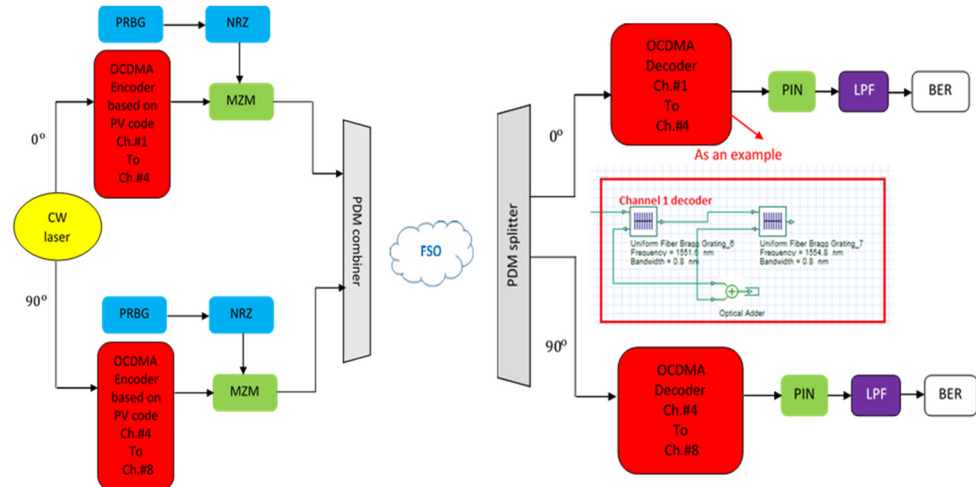 PRBG
NRZ
OCDMA
Encoder
based on
PV code
Ch.#1
To
Ch.#4
MZM
0°
CW
laser
90°
PRBG
NRZ
OCDMA
Encoder
based on
PV code
Ch.#4
To
Ch.#8
MZM
PDM combiner
FSO
PDM splitter
0°
OCDMA
Decoder
Ch.#1
To
Ch.#4
PIN
LPF
BER
As an example
Channel 1 decoder
Uniform Fiber Bragg Grating_6
Frequency = 1551.6 nm
Bandwidth = 0.8 nm
Uniform Fiber Bragg Grating_7
Frequency = 1554.8 nm
Bandwidth = 0.8 nm
Optical Adder
90°
OCDMA
Decoder
Ch.#4
To
Ch.#8
PIN
LPF
BER